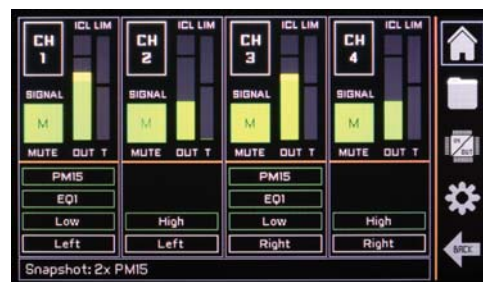 CH 1 ICL LIM CH 2 ICL LIM CH 3 ICL LIM CH 4 ICL LIM
SIGNAL SIGNAL SIGNAL SIGNAL
M M M M
MUTE OUT T MUTE OUT T MUTE OUT T MUTE OUT T
PM15 PM15
EQ1 EQ1
Low High Low High
Left Left Right Right
Snapshot: 2x PM15
IN
OUT
BACK